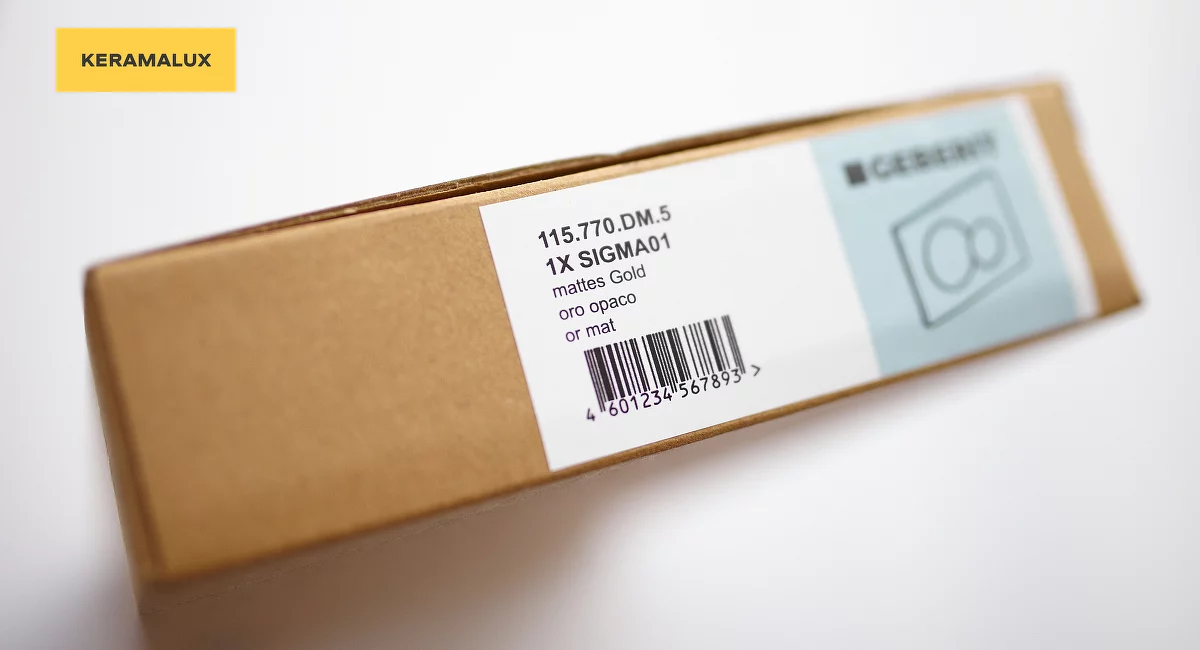 KERAMALUX
115.770.DM.5
1X SIGMA01
mattes Gold
oro opaco
or mat
4 601234 567893 >
GEBERIT